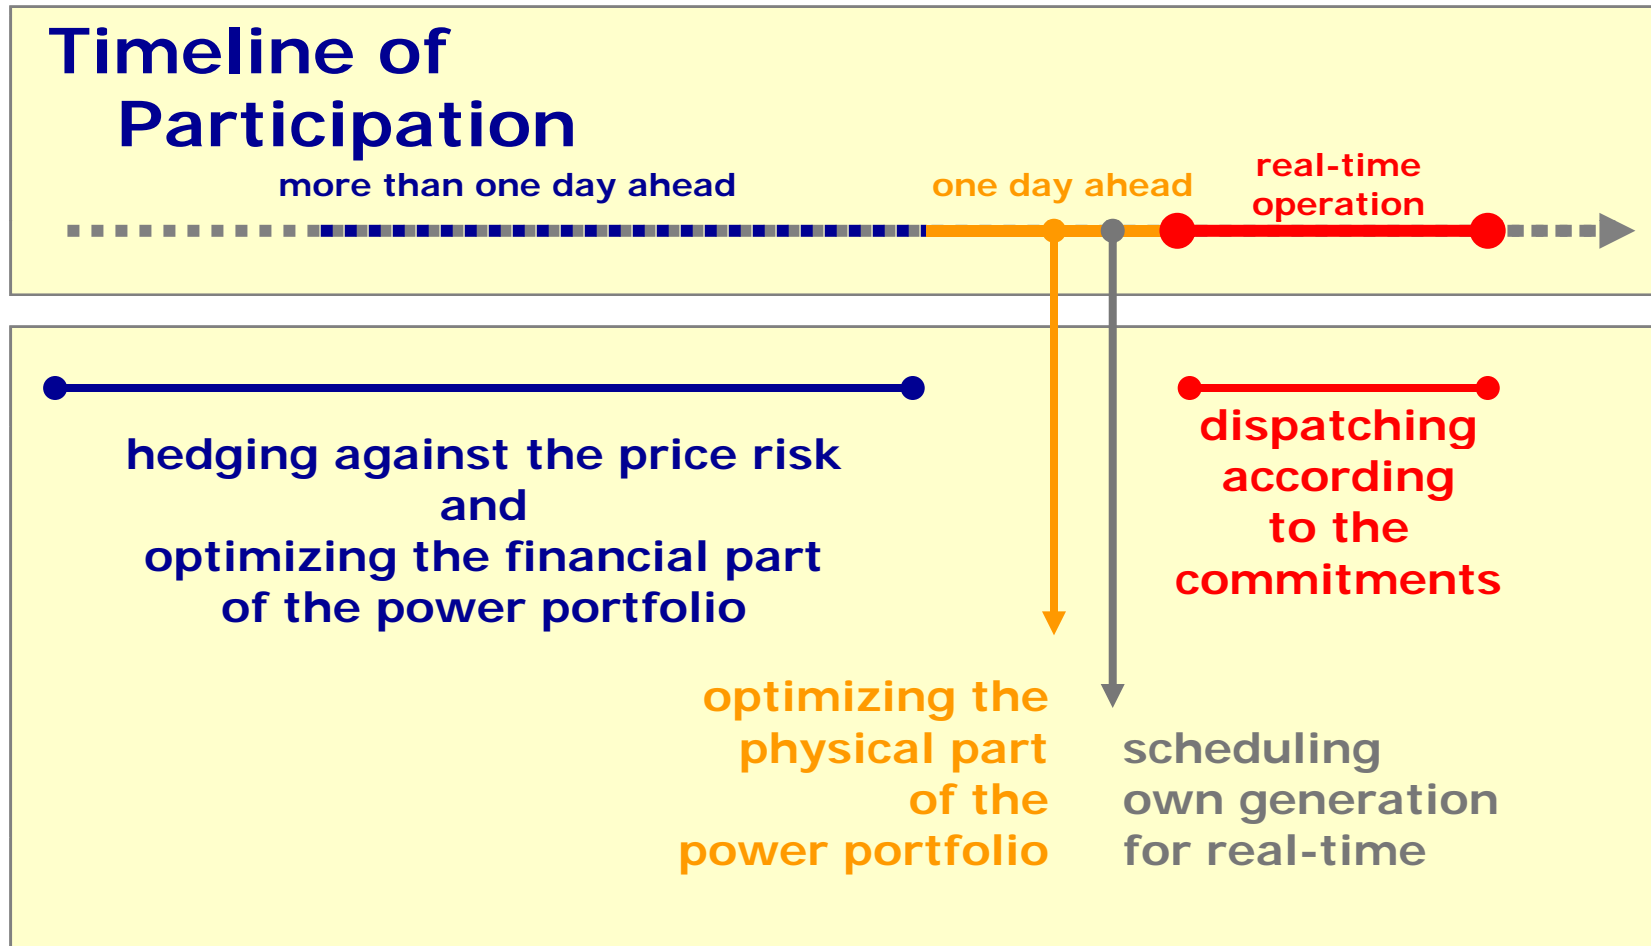 Timeline of
Participation
more than one day ahead
one day ahead
real-time
operation
hedging against the price risk
and
optimizing the financial part
of the power portfolio
dispatching
according
to the
commitments
optimizing the
physical part
of the
power portfolio
scheduling
own generation
for real-time